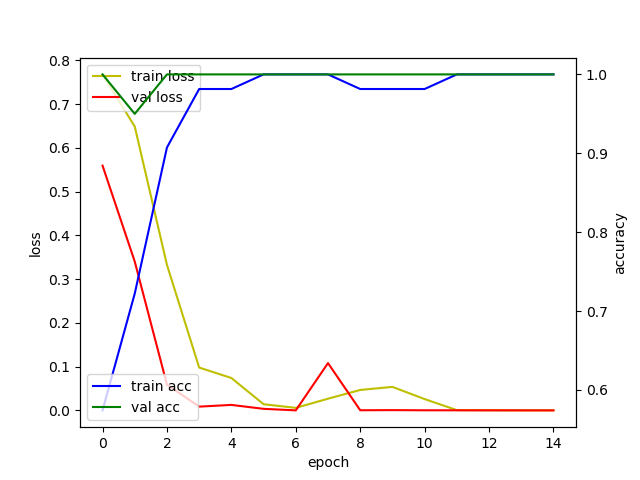 0.8
0.7
0.6
0.5
0.4
0.3
0.2
0.1
0.0
loss
train loss
val loss
train acc
val acc
1.0
0.9
0.8
0.7
0.6
accuracy
0 2 4 6 8 10 12 14
epoch